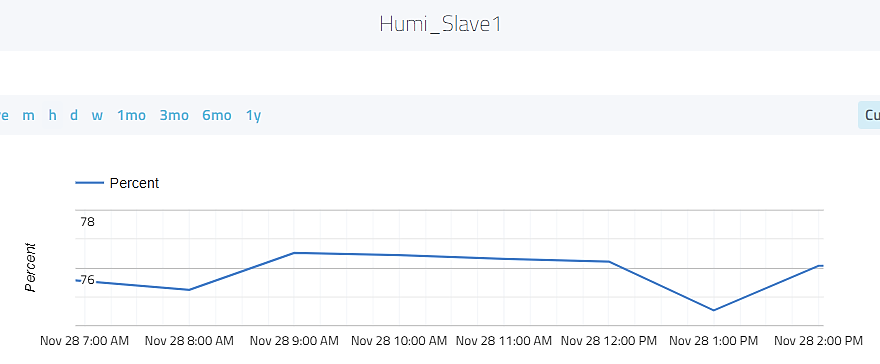 Humi_Slave1
m h d w 1mo 3mo 6mo 1y
Percent
78
Percent
76
Nov 28 7:00 AM Nov 28 8:00 AM Nov 28 9:00 AM Nov 28 10:00 AM Nov 28 11:00 AM Nov 28 12:00 PM Nov 28 1:00 PM Nov 28 2:00 PM